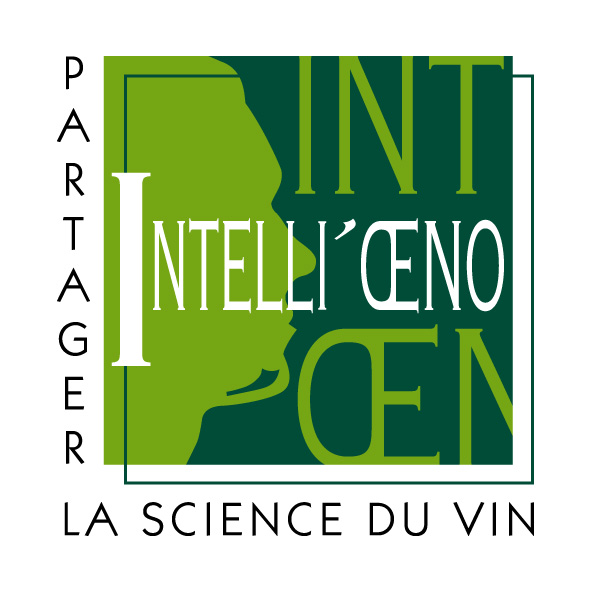 PARTAGER
INT
INTELLI'ŒNO
ŒN
LA SCIENCE DU VIN